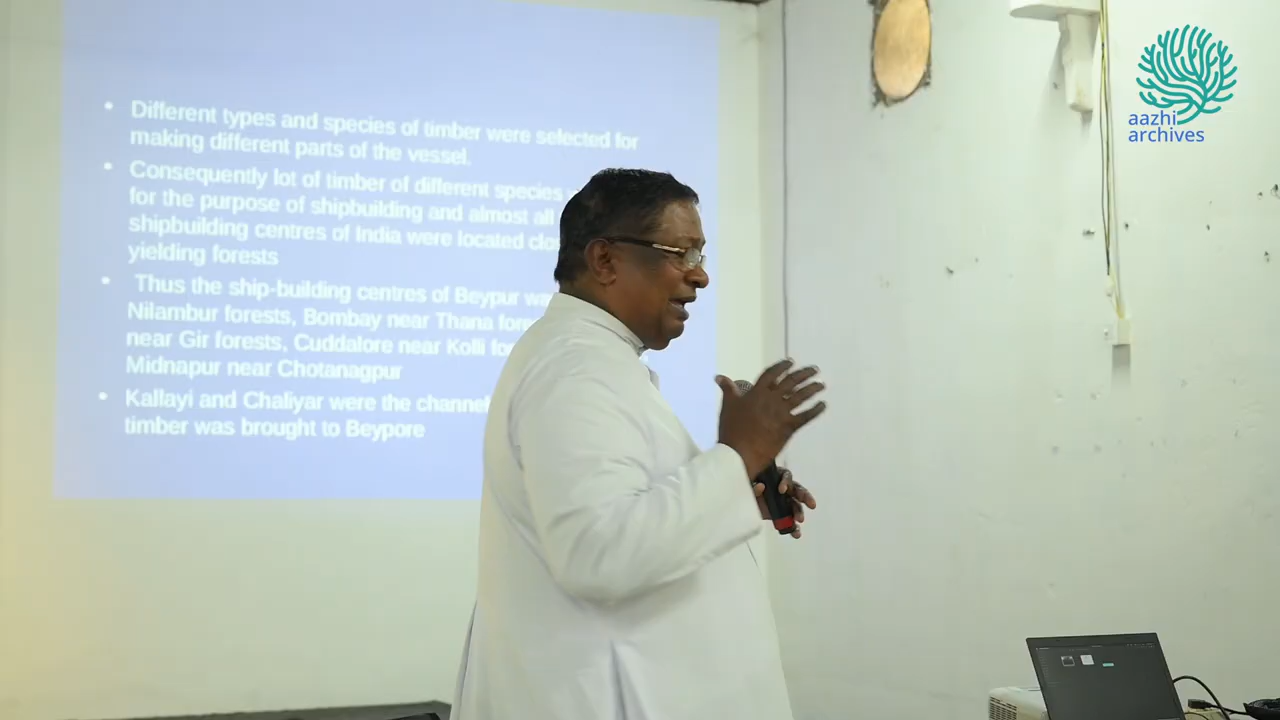 Different types and species of timber were selected for
making different parts of the vessel.
Consequently lot of timber of different species
for the purpose of shipbuilding and almost all
shipbuilding centres of India were located
yielding forests
Thus the ship-building centres of Beypur
Nilambur forests, Bombay near Thana
near Gir forests, Cuddalore near Kolli
Midnapur near Chotanagpur
Kallayi and Chaliyar were the
timber was brought to Beypore
aazhi
archives